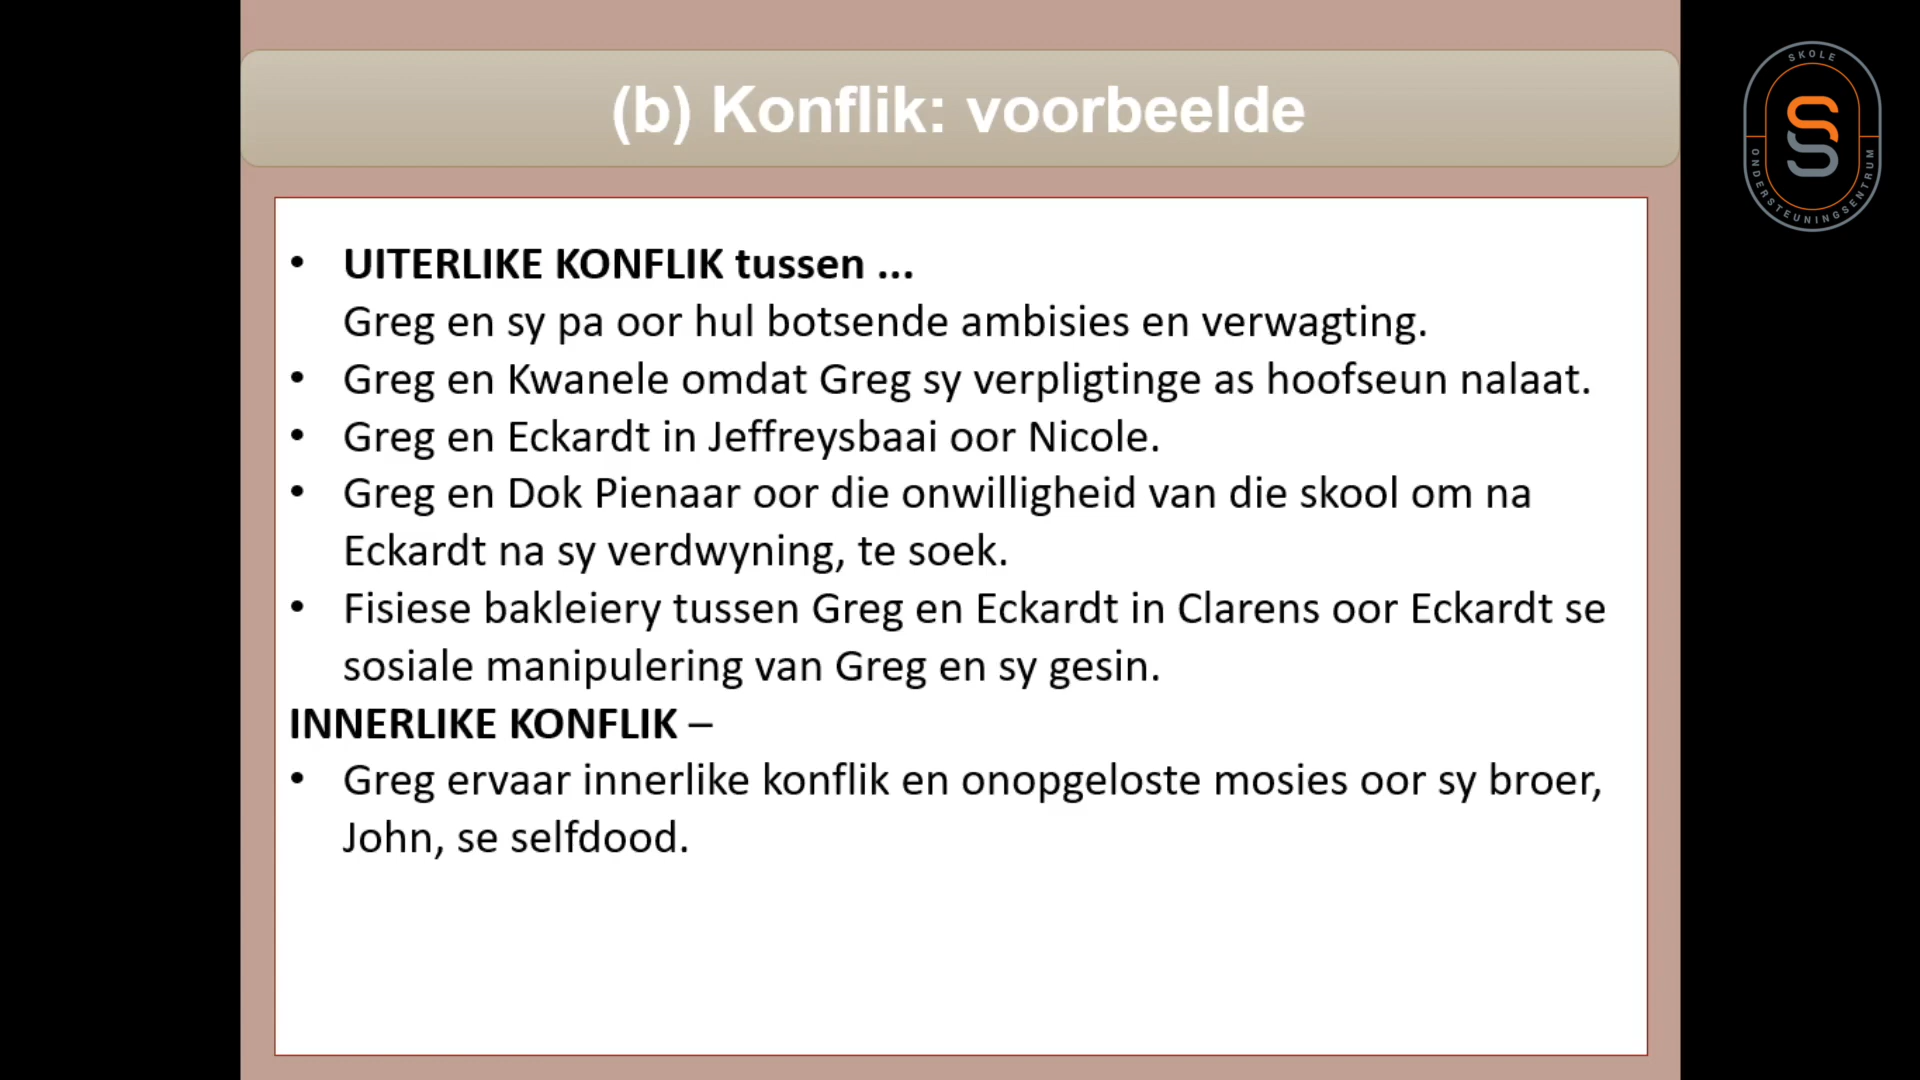 (b) Konflik: voorbeelde
SKOLE
ONDERSTEUNINGSENTRUM
• UITERLIKE KONFLIK tussen ...
Greg en sy pa oor hul botsende ambisies en verwagting.
• Greg en Kwanele omdat Greg sy verpligtinge as hoofseun nalaat.
• Greg en Eckardt in Jeffreysbaai oor Nicole.
• Greg en Dok Pienaar oor die onwilligheid van die skool om na
Eckardt na sy verdwyning, te soek.
• Fisiese bakleiery tussen Greg en Eckardt in Clarens oor Eckardt se
sosiale manipulering van Greg en sy gesin.
INNERLIKE KONFLIK –
• Greg ervaar innerlike konflik en onopgeloste mosies oor sy broer,
John, se selfdood.